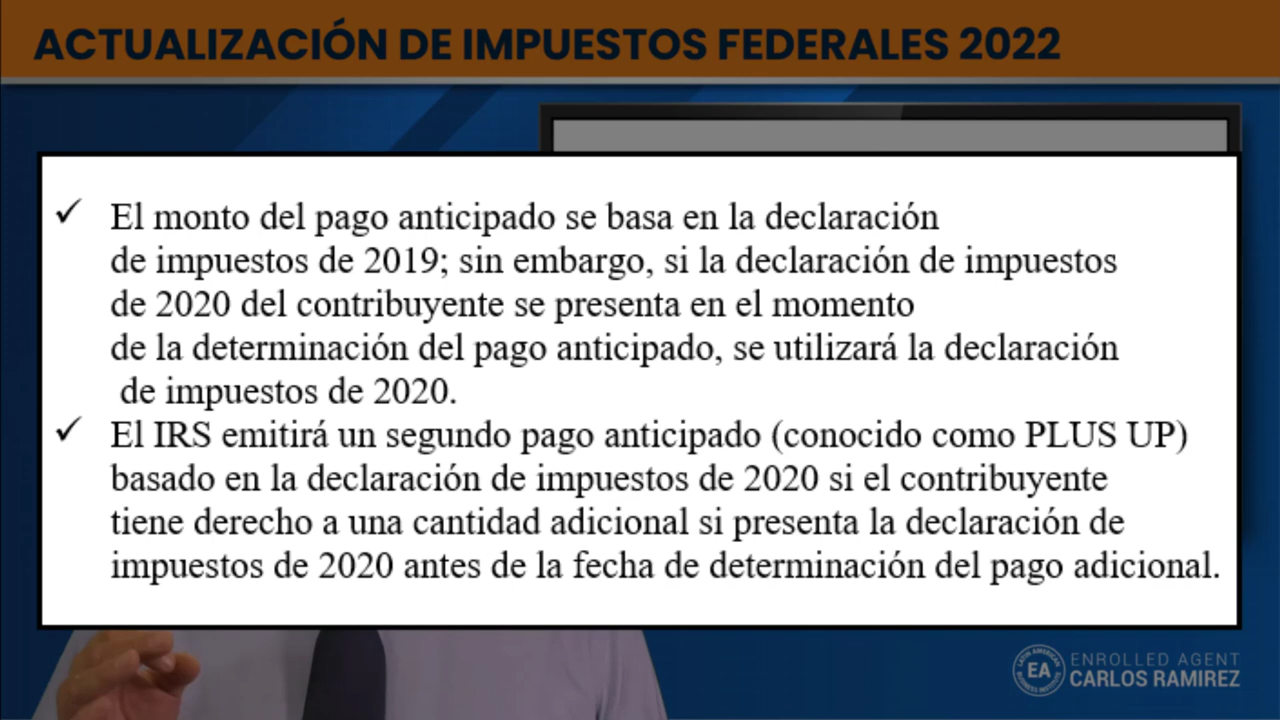 ACTUALIZACIÓN DE IMPUESTOS FEDERALES 2022
✓ El monto del pago anticipado se basa en la declaración
de impuestos de 2019; sin embargo, si la declaración de impuestos
de 2020 del contribuyente se presenta en el momento
de la determinación del pago anticipado, se utilizará la declaración
de impuestos de 2020.
✓ El IRS emitirá un segundo pago anticipado (conocido como PLUS UP)
basado en la declaración de impuestos de 2020 si el contribuyente
tiene derecho a una cantidad adicional si presenta la declaración de
impuestos de 2020 antes de la fecha de determinación del pago adicional.
LATIN AMERICAN
EA
BUSINESS INSTITUTE
ENROLLED AGENT
CARLOS RAMIREZ